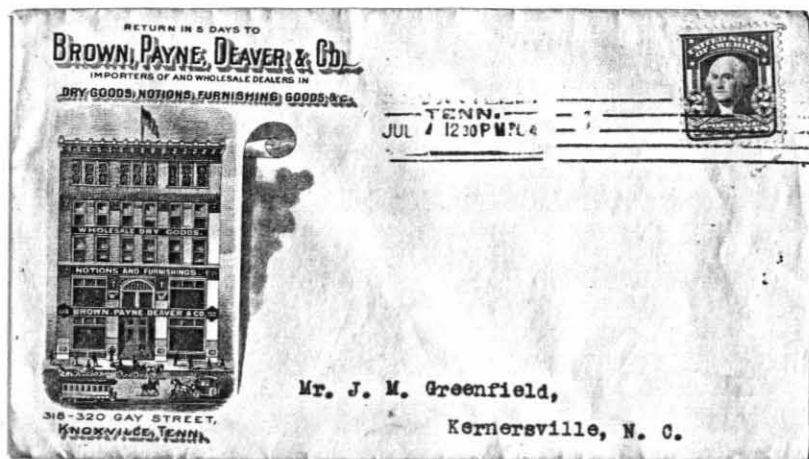 RETURN IN 5 DAYS TO
BROWN, PAYNE, DEAVER & CO.
IMPORTERS OF AND WHOLESALE DEALERS IN
DRY GOODS, NOTIONS, FURNISHING GOODS & C.
WHOLESALE DRY GOODS.
NOTIONS AND FURNISHINGS.
BROWN. PAYNE. DEAVER & CO.
318-320 GAY STREET,
KNOXVILLE, TENN.
TENN.
JUL 12 30 PM
UNITED STATES
OF AMERICA
Mr. J. M. Greenfield,
Kernersville, N. C.